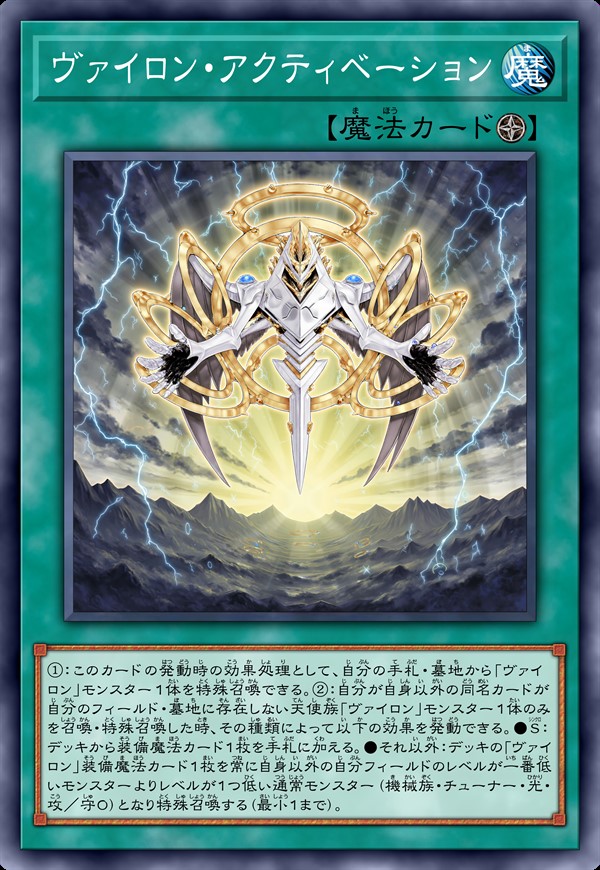 ヴァイロン・アクティベーション 魔
【魔法カード】
①:このカードの発動時の効果処理として、自分の手札・墓地から「ヴァイ
ロン」モンスター1体を特殊召喚できる。②:自分が自身以外の同名カードが
自分のフィールド・墓地に存在しない天使族「ヴァイロン」モンスター1体のみ
を召喚・特殊召喚した時、その種類によって以下の効果を発動できる。●S:
デッキから装備魔法カード1枚を手札に加える。●それ以外:デッキの「ヴァイロン」
装備魔法カード1枚を常に自身以外の自分フィールドのレベルが一番低
いモンスターよりレベルが1つ低い通常モンスター(機械族・チューナー・光・
攻/守0)となり特殊召喚する(最小1まで)。